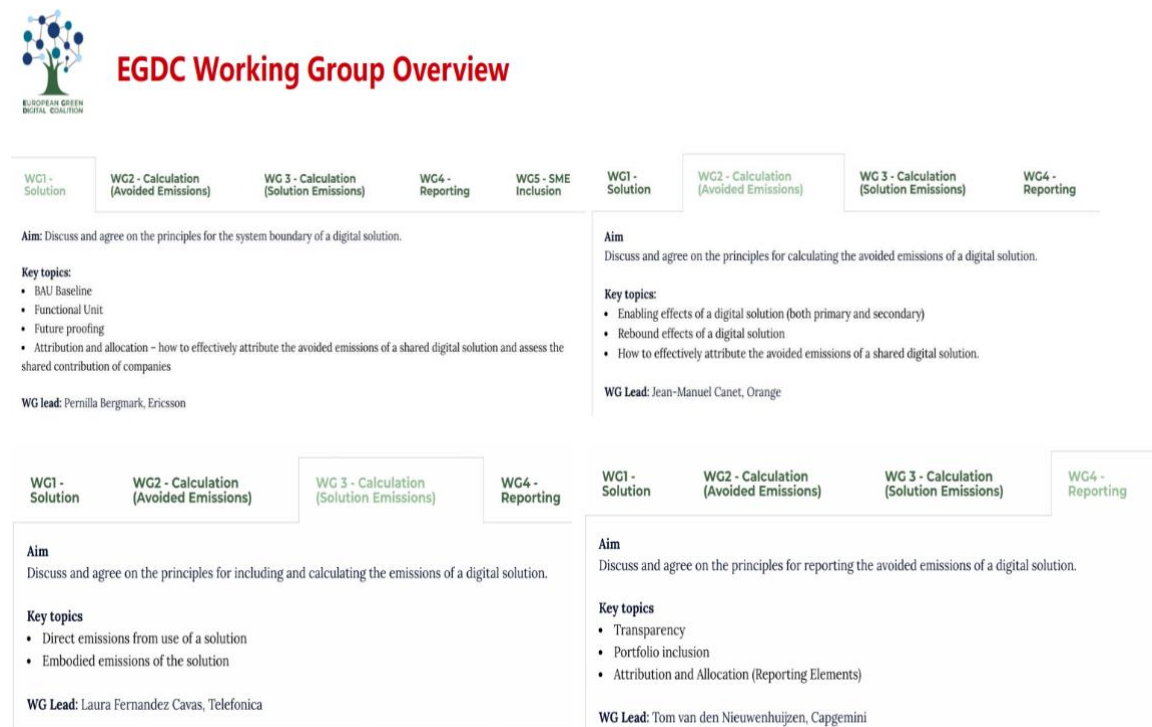 EUROPEAN GREEN
DIGITAL COALITION
EGDC Working Group Overview
WG1 -
Solution
WG2 - Calculation
(Avoided Emissions)
WG 3 - Calculation
(Solution Emissions)
WG4 -
Reporting
WG5 - SME
Inclusion
Aim: Discuss and agree on the principles for the system boundary of a digital solution.
Key topics:
• BAU Baseline
• Functional Unit
• Future proofing
• Attribution and allocation – how to effectively attribute the avoided emissions of a shared digital solution and assess the
shared contribution of companies
WG lead: Pernilla Bergmark, Ericsson
WG1 -
Solution
WG2 - Calculation
(Avoided Emissions)
WG 3 - Calculation
(Solution Emissions)
WG4 -
Reporting
Aim
Discuss and agree on the principles for calculating the avoided emissions of a digital solution.
Key topics:
• Enabling effects of a digital solution (both primary and secondary)
• Rebound effects of a digital solution
• How to effectively attribute the avoided emissions of a shared digital solution.
WG Lead: Jean-Manuel Canet, Orange
WG1 -
Solution
WG2 - Calculation
(Avoided Emissions)
WG 3 - Calculation
(Solution Emissions)
WG4 -
Reporting
Aim
Discuss and agree on the principles for including and calculating the emissions of a digital solution.
Key topics
• Direct emissions from use of a solution
• Embodied emissions of the solution
WG Lead: Laura Fernandez Cavas, Telefonica
WG1 -
Solution
WG2 - Calculation
(Avoided Emissions)
WG 3 - Calculation
(Solution Emissions)
WG4 -
Reporting
Aim
Discuss and agree on the principles for reporting the avoided emissions of a digital solution.
Key topics
• Transparency
• Portfolio inclusion
• Attribution and Allocation (Reporting Elements)
WG Lead: Tom van den Nieuwenhuijzen, Capgemini